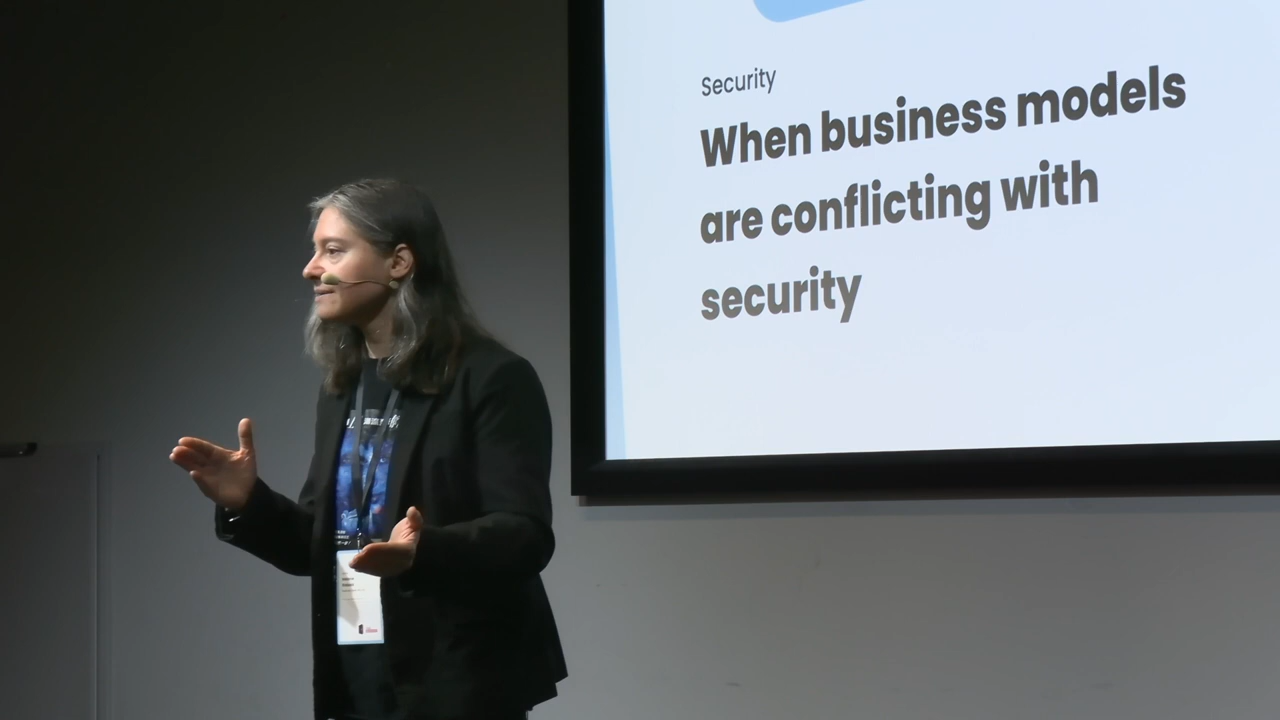 Security
When business models
are conflicting with
security